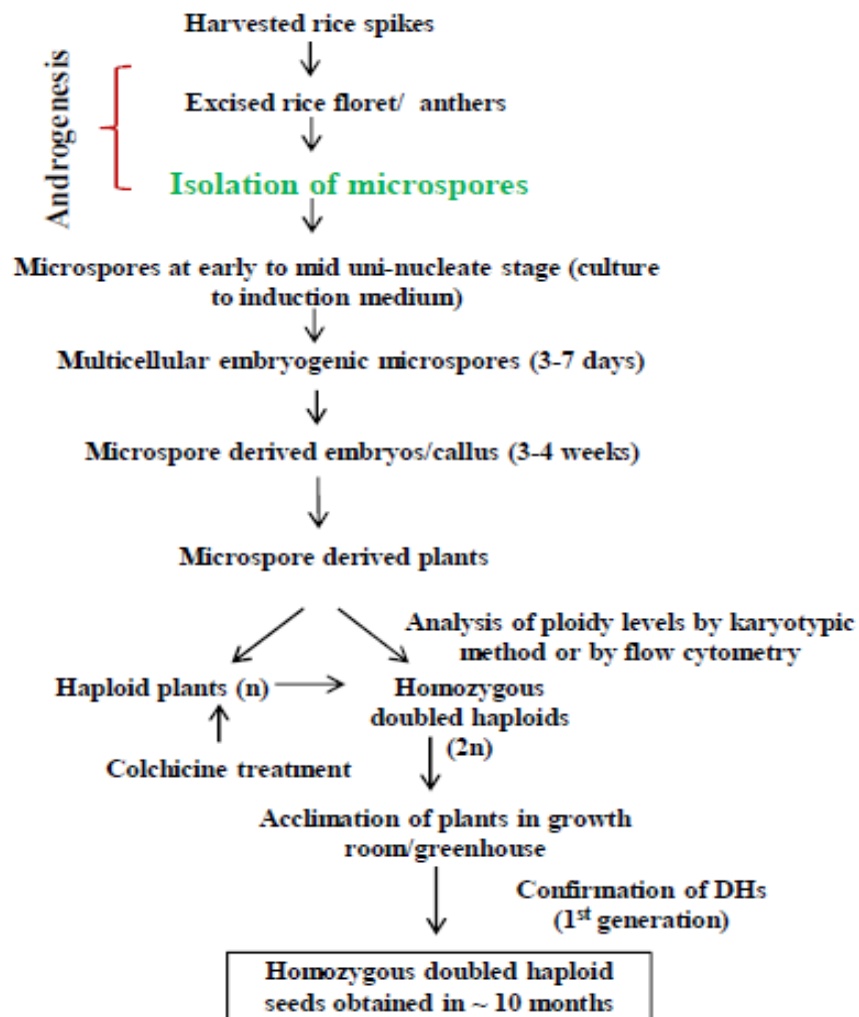 Harvested rice spikes
Androgenesis
Excised rice floret/ anthers
Isolation of microspores
Microspores at early to mid uni-nucleate stage (culture
to induction medium)
Multicellular embryogenic microspores (3-7 days)
Microspore derived embryos/callus (3-4 weeks)
Microspore derived plants
Analysis of ploidy levels by karyotypic
method or by flow cytometry
Haploid plants (n)
Homozygous
doubled haploids
(2n)
Colchicine treatment
Acclimation of plants in growth
room/greenhouse
Confirmation of DHs
(1st generation)
Homozygous doubled haploid
seeds obtained in ~ 10 months